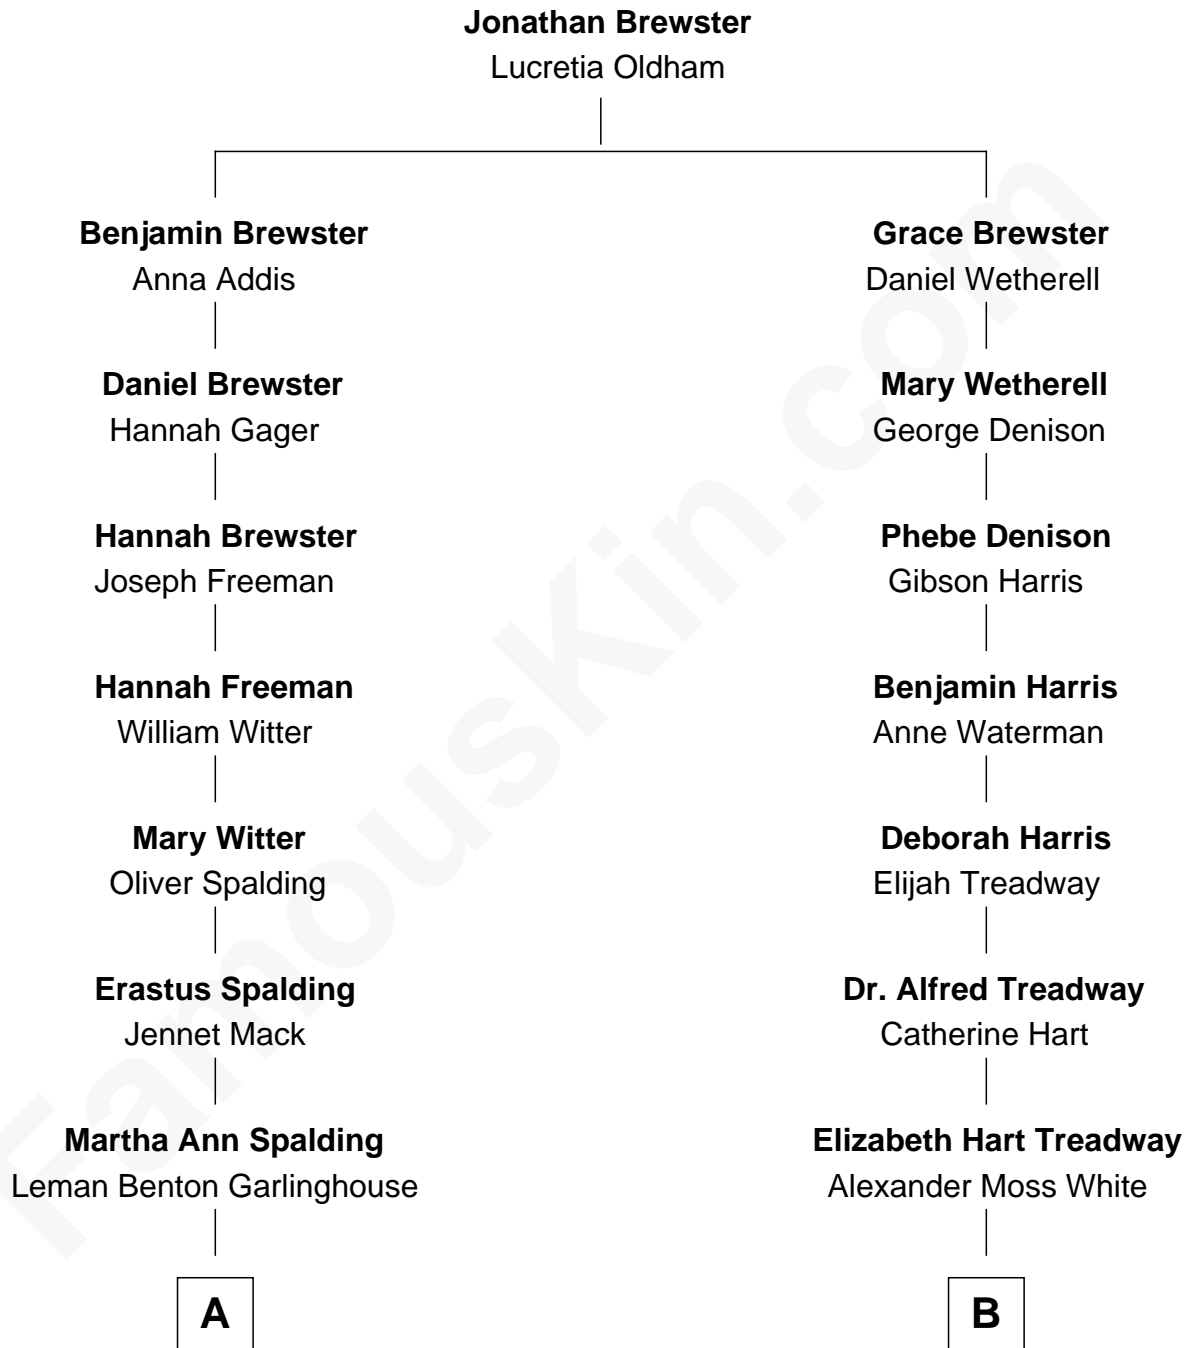 Jonathan Brewster
Lucretia Oldham
Benjamin Brewster
Anna Addis
Grace Brewster
Daniel Wetherell
Daniel Brewster
Hannah Gager
Mary Wetherell
George Denison
Hannah Brewster
Joseph Freeman
Phebe Denison
Gibson Harris
Hannah Freeman
William Witter
Benjamin Harris
Anne Waterman
Mary Witter
Oliver Spalding
Deborah Harris
Elijah Treadway
Erastus Spalding
Jennet Mack
Dr. Alfred Treadway
Catherine Hart
Martha Ann Spalding
Leman Benton Garlinghouse
Elizabeth Hart Treadway
Alexander Moss White
A
B
FamousKin.com